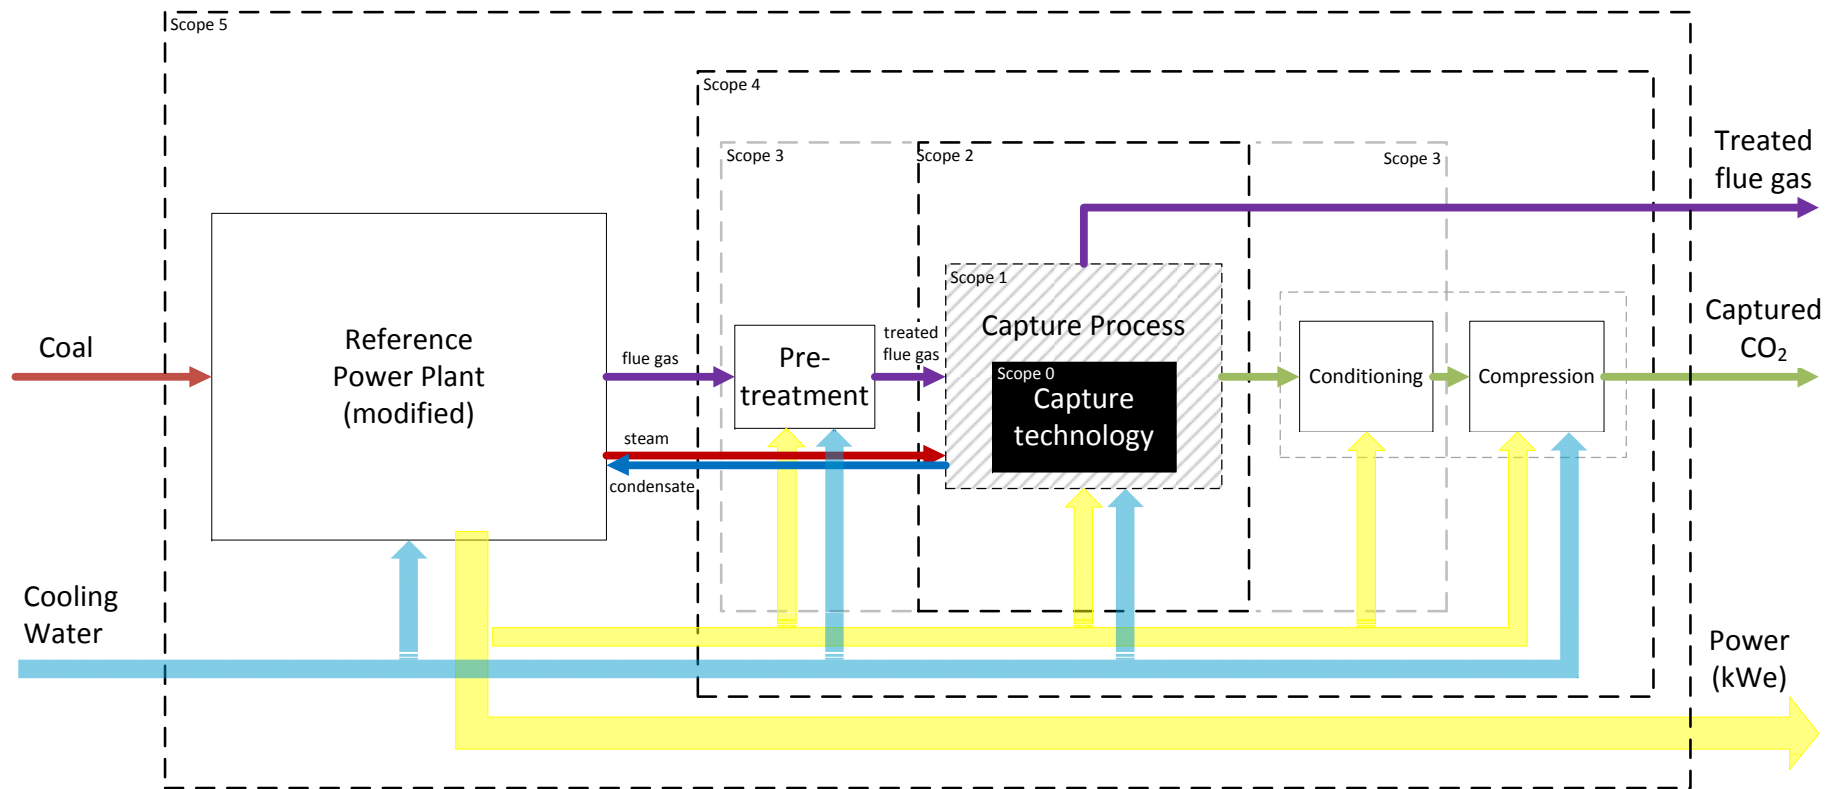 Scope 5
Scope 4
Scope 3
Scope 2
Scope 3
Treated
flue gas
Scope 1
Capture Process
Captured
CO₂
Coal
Reference
Power Plant
(modified)
flue gas
Pre-
treatment
treated
flue gas
Scope 0
Capture
technology
Conditioning
Compression
steam
condensate
Cooling
Water
Power
(kWe)